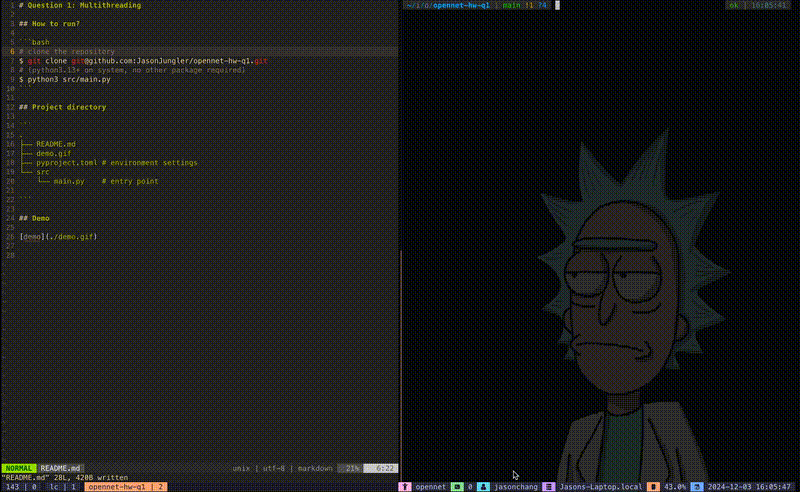 1 # Question 1: Multithreading
2
3 ## How to run?
4
5 ```bash
6 # clone the repository
7 $ git clone git@github.com:JasonJungler/opennet-hw-q1.git
8 # (python3.13+ on system, no other package required)
9 $ python3 src/main.py
10 ```
11
12 ## Project directory
13
14 ```
15 .
16 ├── README.md
17 ├── demo.gif
18 ├── pyproject.toml # environment settings
19 └── src
20     └── main.py    # entry point
21
22 ```
23
24 ## Demo
25
26 [demo](./demo.gif)
27
28
NORMAL README.md unix | utf-8 | markdown 21% 6:22
"README.md" 28L, 420B written
143 | 0 lc | 1 opennet-hw-q1 | 2
~/i/o/opennet-hw-q1 | main !1 ?4
ok | 16:05:41
opennet 0 jasonchang Jasons-Laptop.local 43.0% 2024-12-03 16:05:47